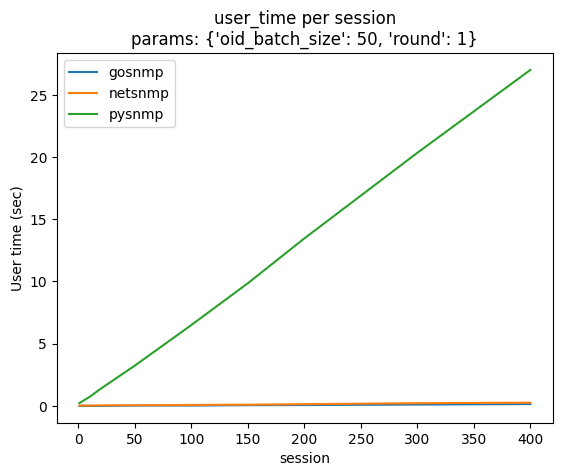 user_time per session
params: {'oid_batch_size': 50, 'round': 1}
gosnmp
netsnmp
pysnmp
User time (sec)
25
20
15
10
5
0
0 50 100 150 200 250 300 350 400
session